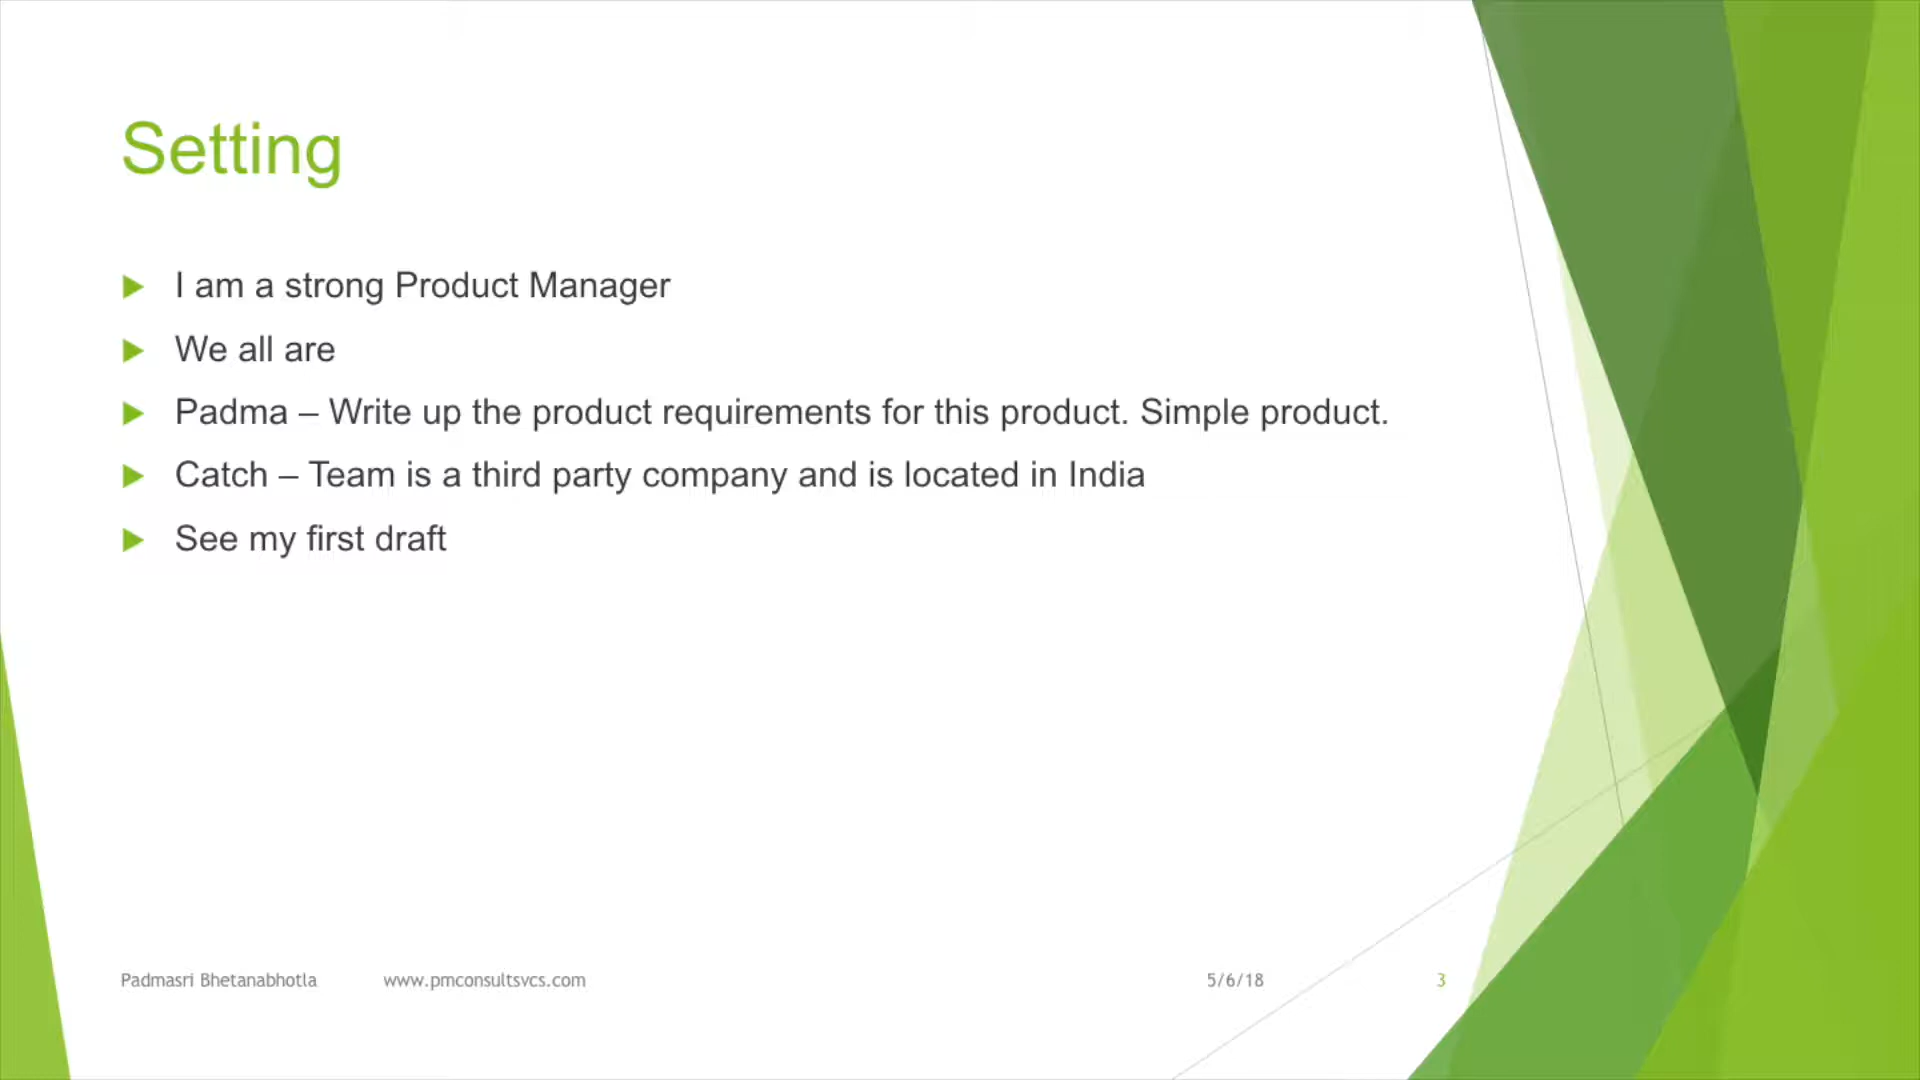 Setting
I am a strong Product Manager
We all are
Padma – Write up the product requirements for this product. Simple product.
Catch – Team is a third party company and is located in India
See my first draft
Padmasri Bhetanabhotla www.pmconsultsvcs.com 5/6/18 3